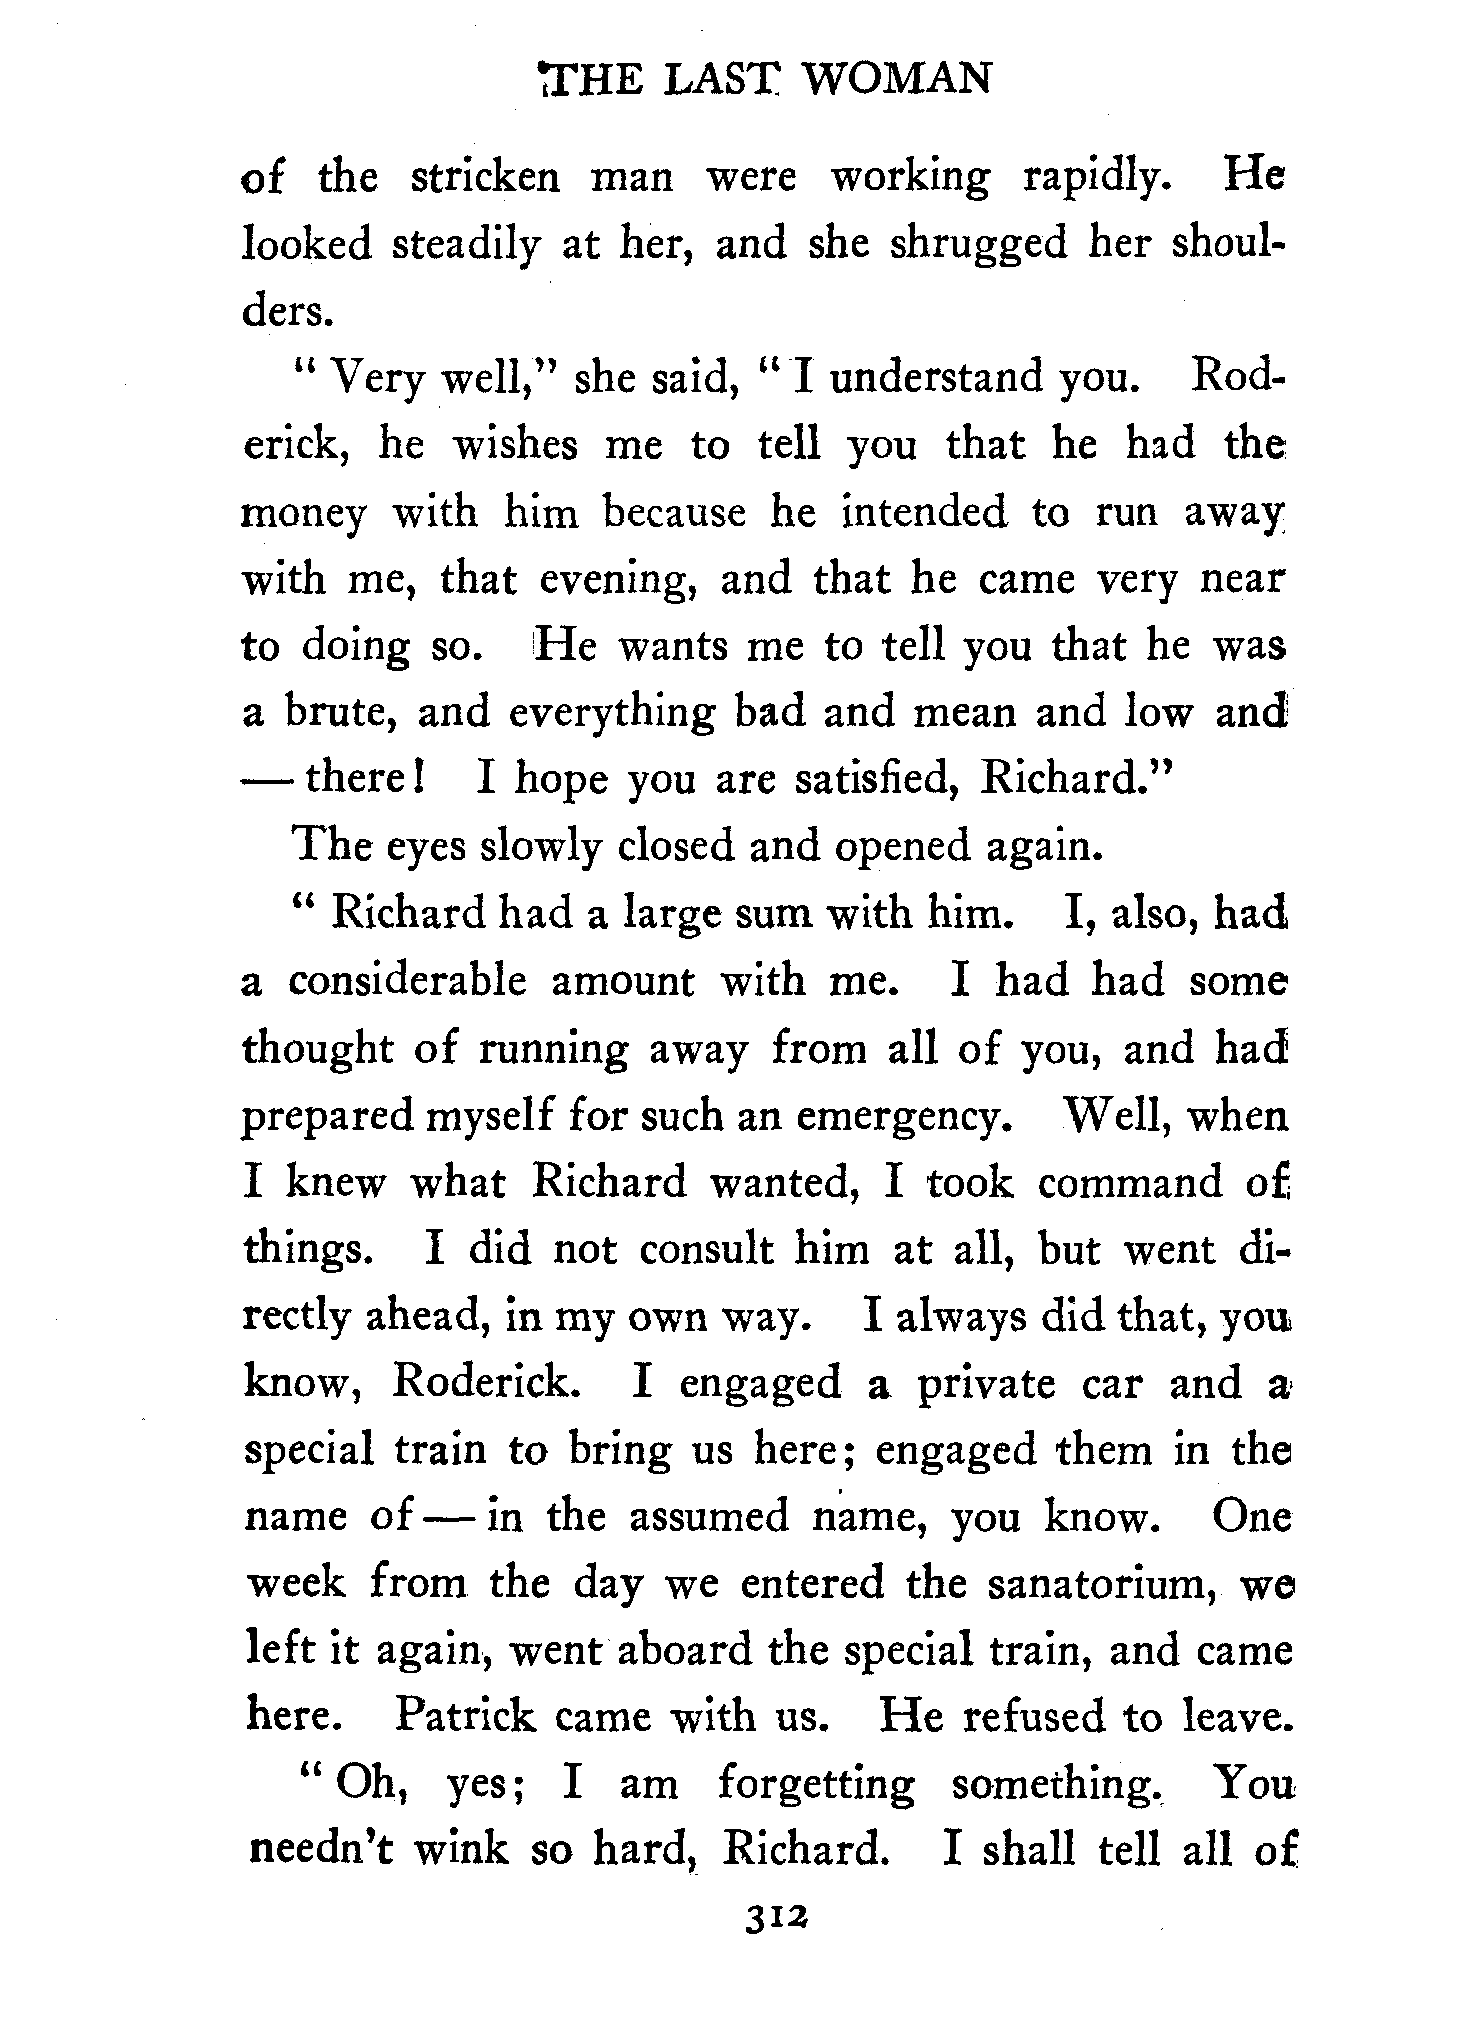 THE LAST WOMAN
of the stricken man were working rapidly. He
looked steadily at her, and she shrugged her shoul-
ders.
" Very well," she said, " I understand you. Rod-
erick, he wishes me to tell you that he had the
money with him because he intended to run away
with me, that evening, and that he came very near
to doing so. He wants me to tell you that he was
a brute, and everything bad and mean and low and
— there! I hope you are satisfied, Richard."
The eyes slowly closed and opened again.
" Richard had a large sum with him. I, also, had
a considerable amount with me. I had had some
thought of running away from all of you, and had
prepared myself for such an emergency. Well, when
I knew what Richard wanted, I took command of
things. I did not consult him at all, but went di-
rectly ahead, in my own way. I always did that, you
know, Roderick. I engaged a private car and a
special train to bring us here; engaged them in the
name of — in the assumed name, you know. One
week from the day we entered the sanatorium, we
left it again, went aboard the special train, and came
here. Patrick came with us. He refused to leave.
" Oh, yes; I am forgetting something. You
needn't wink so hard, Richard. I shall tell all of
312